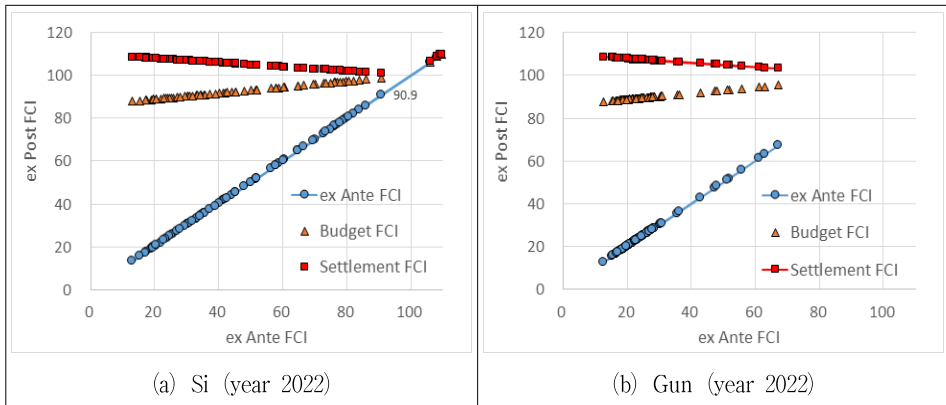 120
100
80
60
40
20
0
ex Post FCI
90.9
ex Ante FCI
Budget FCI
Settlement FCI
0 20 40 60 80 100
ex Ante FCI
(a) Si (year 2022)
120
100
80
60
40
20
0
ex Post FCI
ex Ante FCI
Budget FCI
Settlement FCI
0 20 40 60 80 100
ex Ante FCI
(b) Gun (year 2022)